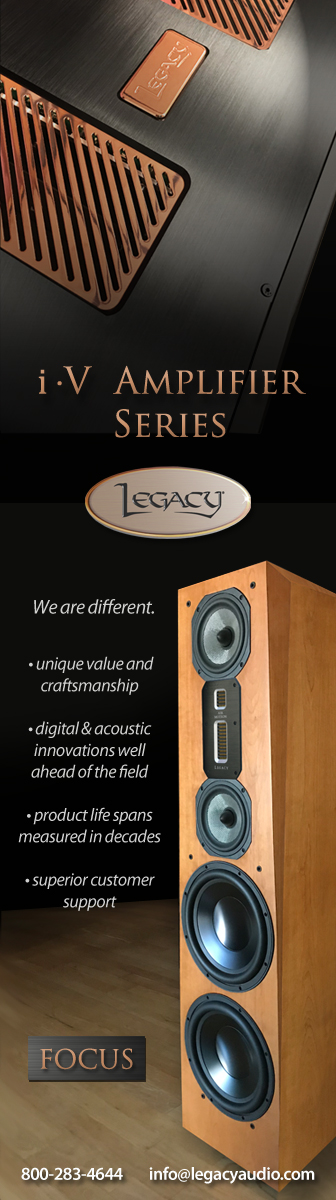 LEGACY
i·V AMPLIFIER
SERIES
LEGACY
We are different.
• unique value and
craftsmanship
• digital & acoustic
innovations well
ahead of the field
• product life spans
measured in decades
• superior customer
support
LEGACY
FOCUS
800-283-4644 info@legacyaudio.com